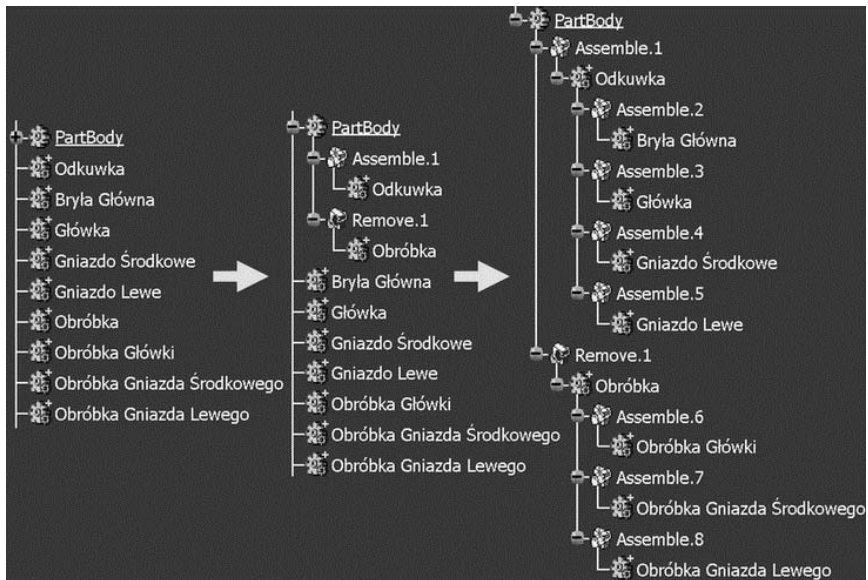 PartBody
Odkuwka
Bryła Główna
Główka
Gniazdo Środkowe
Gniazdo Lewe
Obróbka
Obróbka Główki
Obróbka Gniazda Środkowego
Obróbka Gniazda Lewego
PartBody
Assemble.1
Odkuwka
Remove.1
Obróbka
Bryła Główna
Główka
Gniazdo Środkowe
Gniazdo Lewe
Obróbka Główki
Obróbka Gniazda Środkowego
Obróbka Gniazda Lewego
PartBody
Assemble.1
Odkuwka
Assemble.2
Bryła Główna
Assemble.3
Główka
Assemble.4
Gniazdo Środkowe
Assemble.5
Gniazdo Lewe
Remove.1
Obróbka
Assemble.6
Obróbka Główki
Assemble.7
Obróbka Gniazda Środkowego
Assemble.8
Obróbka Gniazda Lewego